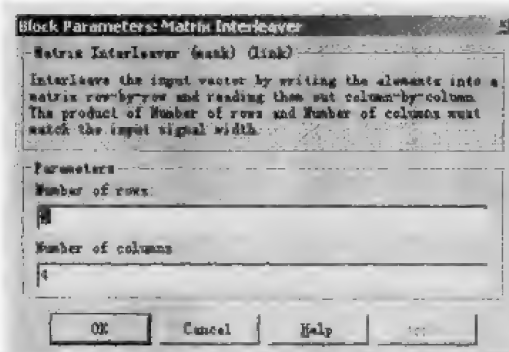 Block Parameters: Matrix Interleaver
Matrix Interleaver (mask) (link)
Interleave the input vector by writing the elements into a
matrix row-by-row and reading them out column-by-column.
The product of Number of rows and Number of columns must
match the input signal width.
Parameters
Number of rows:
Number of columns
4
OK
Cancel
Help